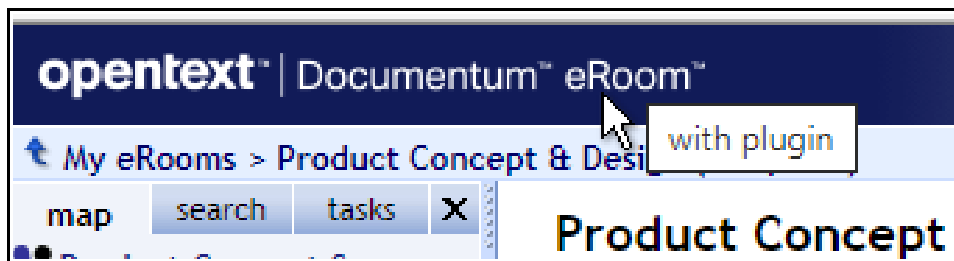 opentext™ | Documentum™ eRoom™
with plugin
My eRooms > Product Concept & Desi
map search tasks X
Product Concept